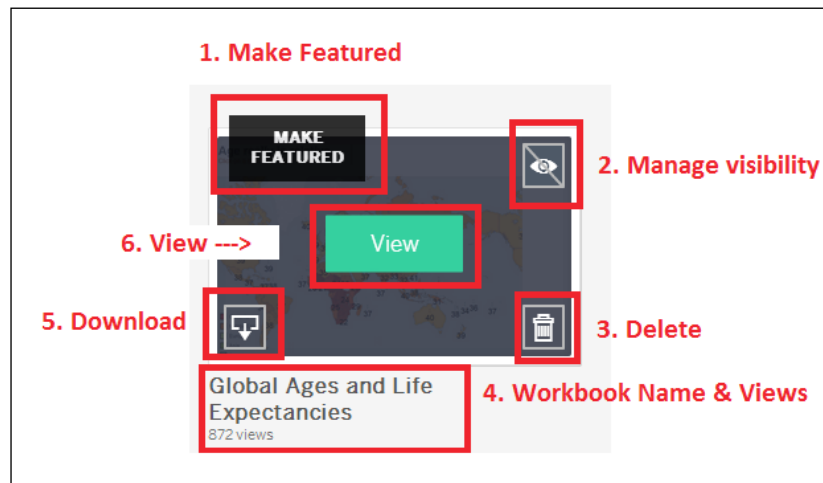 1. Make Featured
MAKE
FEATURED
2. Manage visibility
6. View --->
View
5. Download
3. Delete
Global Ages and Life
Expectancies
872 views
4. Workbook Name & Views